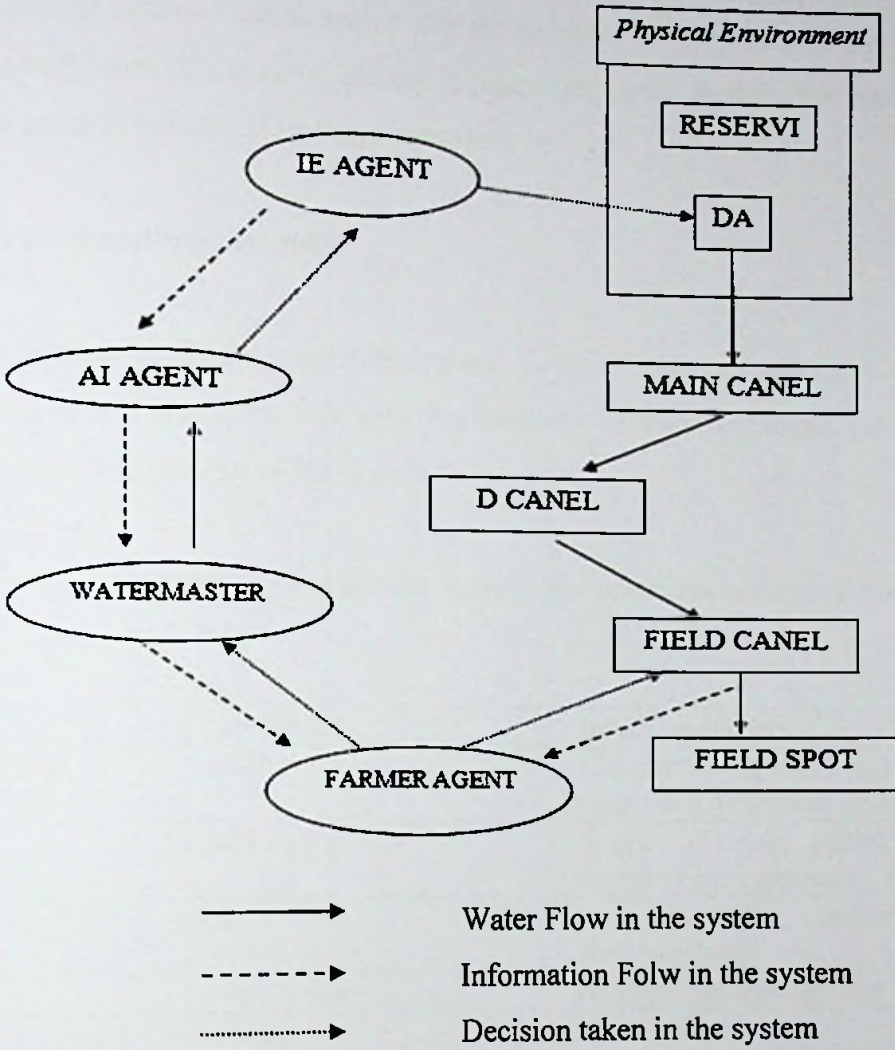 Physical Environment
RESERVI
IE AGENT
DA
AI AGENT
MAIN CANEL
D CANEL
WATERMASTER
FIELD CANEL
FARMER AGENT
FIELD SPOT
Water Flow in the system
Information Folw in the system
Decision taken in the system